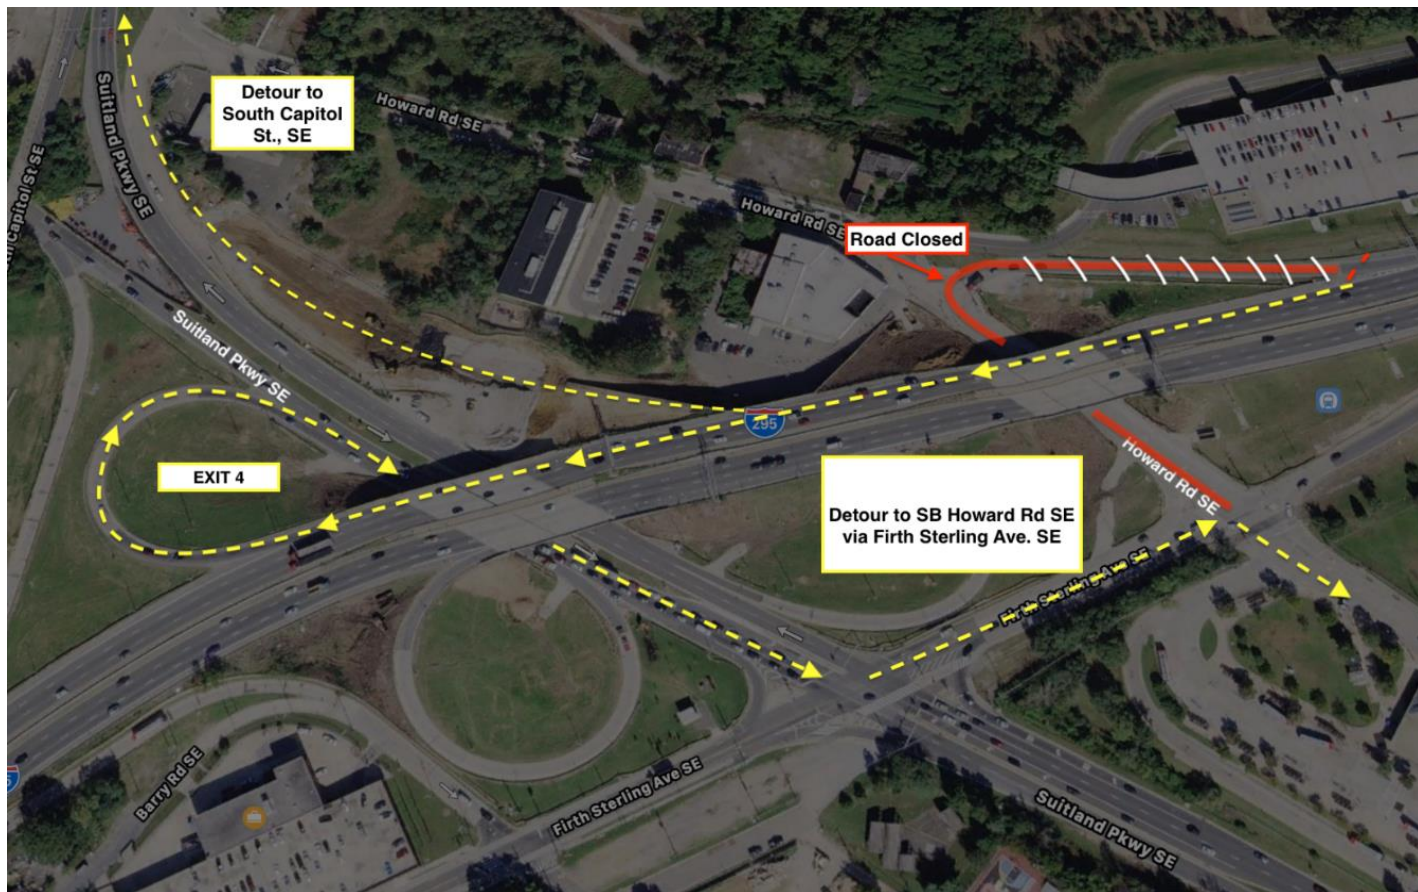 Detour to
South Capitol
St., SE
Howard Rd SE
Suitland Pkwy SE
Capitol St SE
Howard Rd SE
Road Closed
Suitland Pkwy SE
295
EXIT 4
Howard Rd SE
Detour to SB Howard Rd SE
via Firth Sterling Ave. SE
Firth Sterling Ave SE
Barry Rd SE
Firth Sterling Ave SE
Suitland Pkwy SE